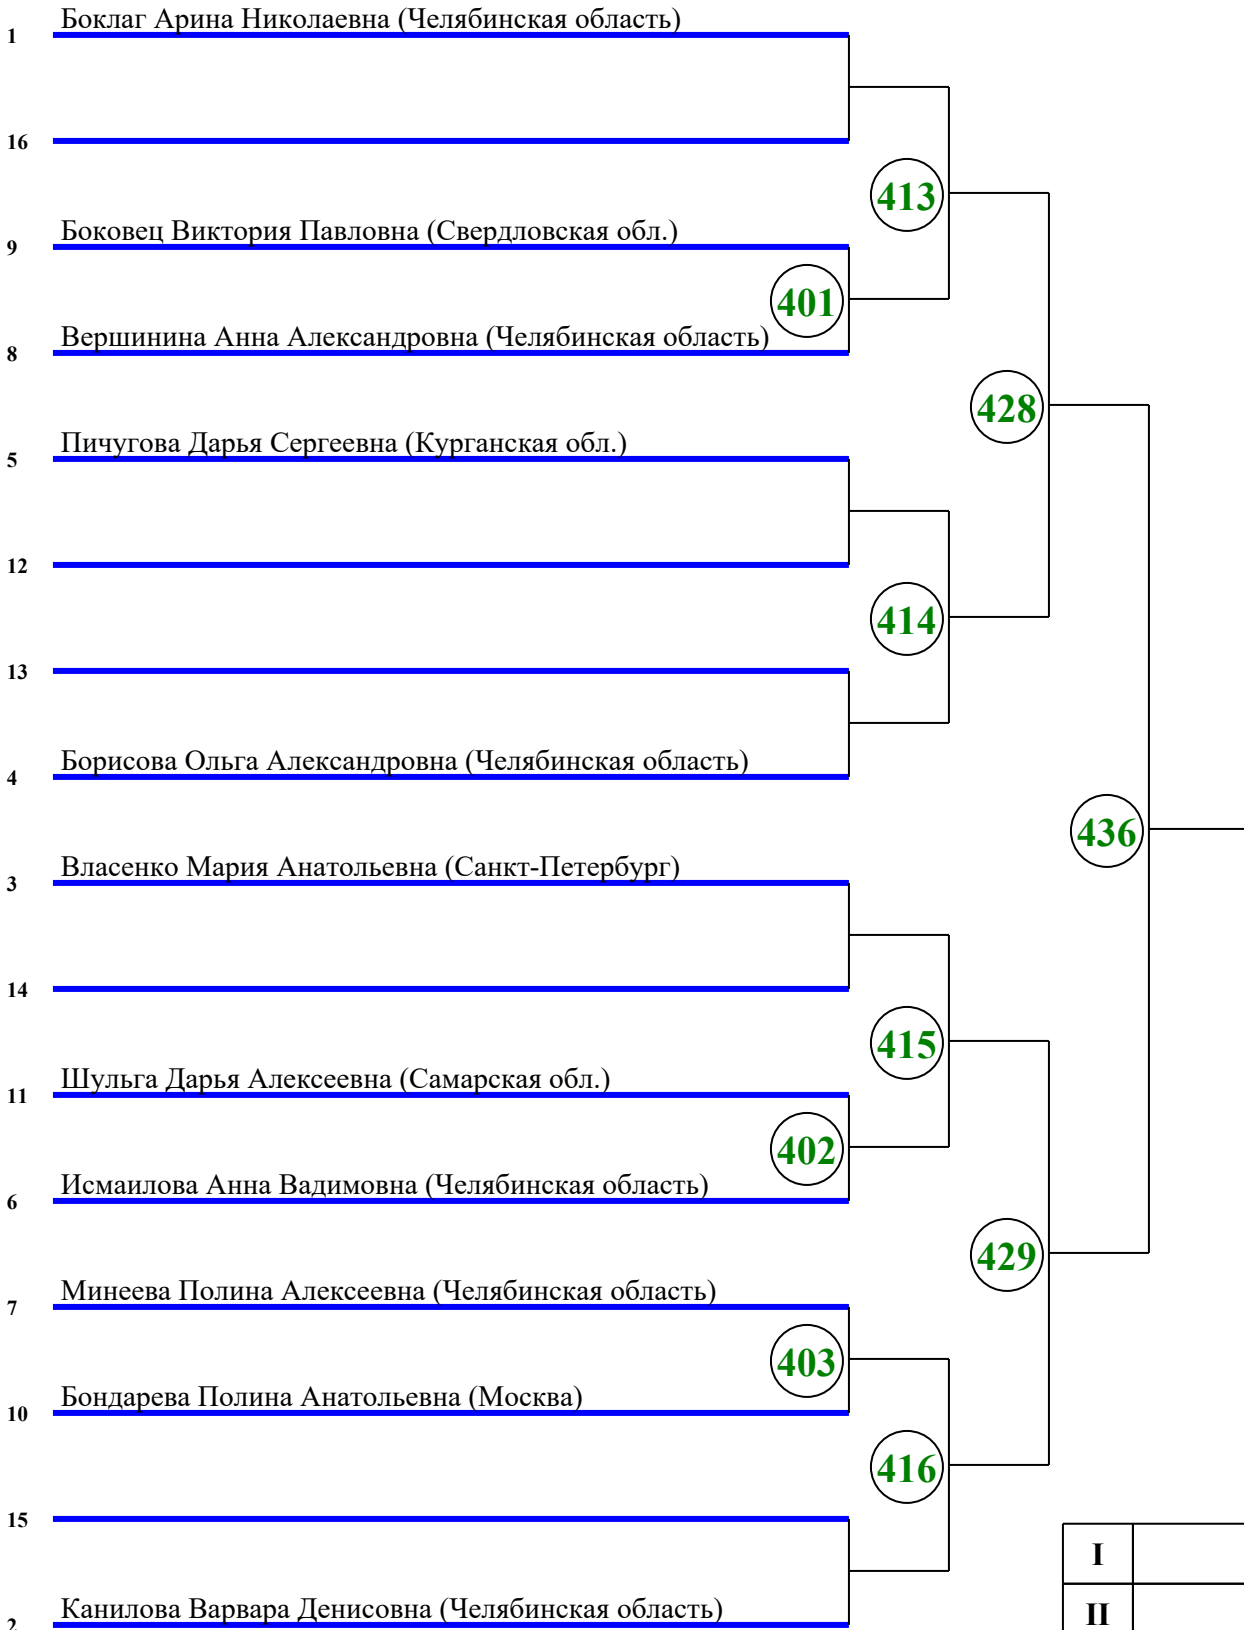 Боклаг Арина Николаевна (Челябинская область)
1
16
413
Боковец Виктория Павловна (Свердловская обл.)
9
401
Вершинина Анна Александровна (Челябинская область)
8
428
Пичугова Дарья Сергеевна (Курганская обл.)
5
12
414
13
Борисова Ольга Александровна (Челябинская область)
4
436
Власенко Мария Анатольевна (Санкт-Петербург)
3
14
415
Шульга Дарья Алексеевна (Самарская обл.)
11
402
Исмаилова Анна Вадимовна (Челябинская область)
6
429
Минеева Полина Алексеевна (Челябинская область)
7
403
Бондарева Полина Анатольевна (Москва)
10
416
15
I
Канилова Варвара Денисовна (Челябинская область)
2
II